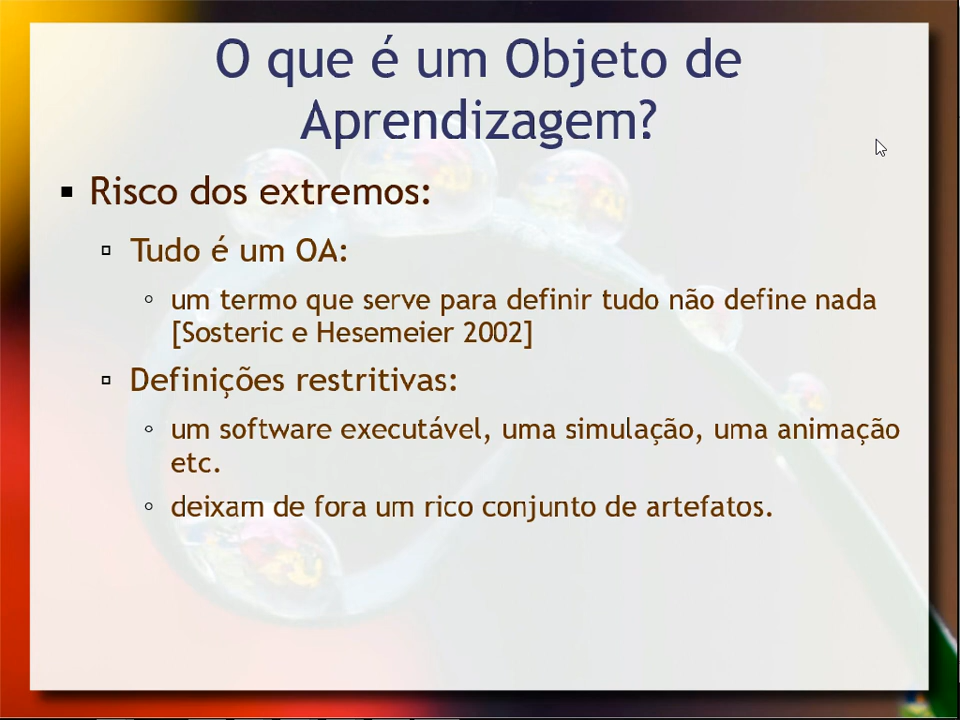 O que é um Objeto de
Aprendizagem?
Risco dos extremos:
Tudo é um OA:
um termo que serve para definir tudo não define nada
[Sosteric e Hesemeier 2002]
Definições restritivas:
um software executável, uma simulação, uma animação
etc.
deixam de fora um rico conjunto de artefatos.